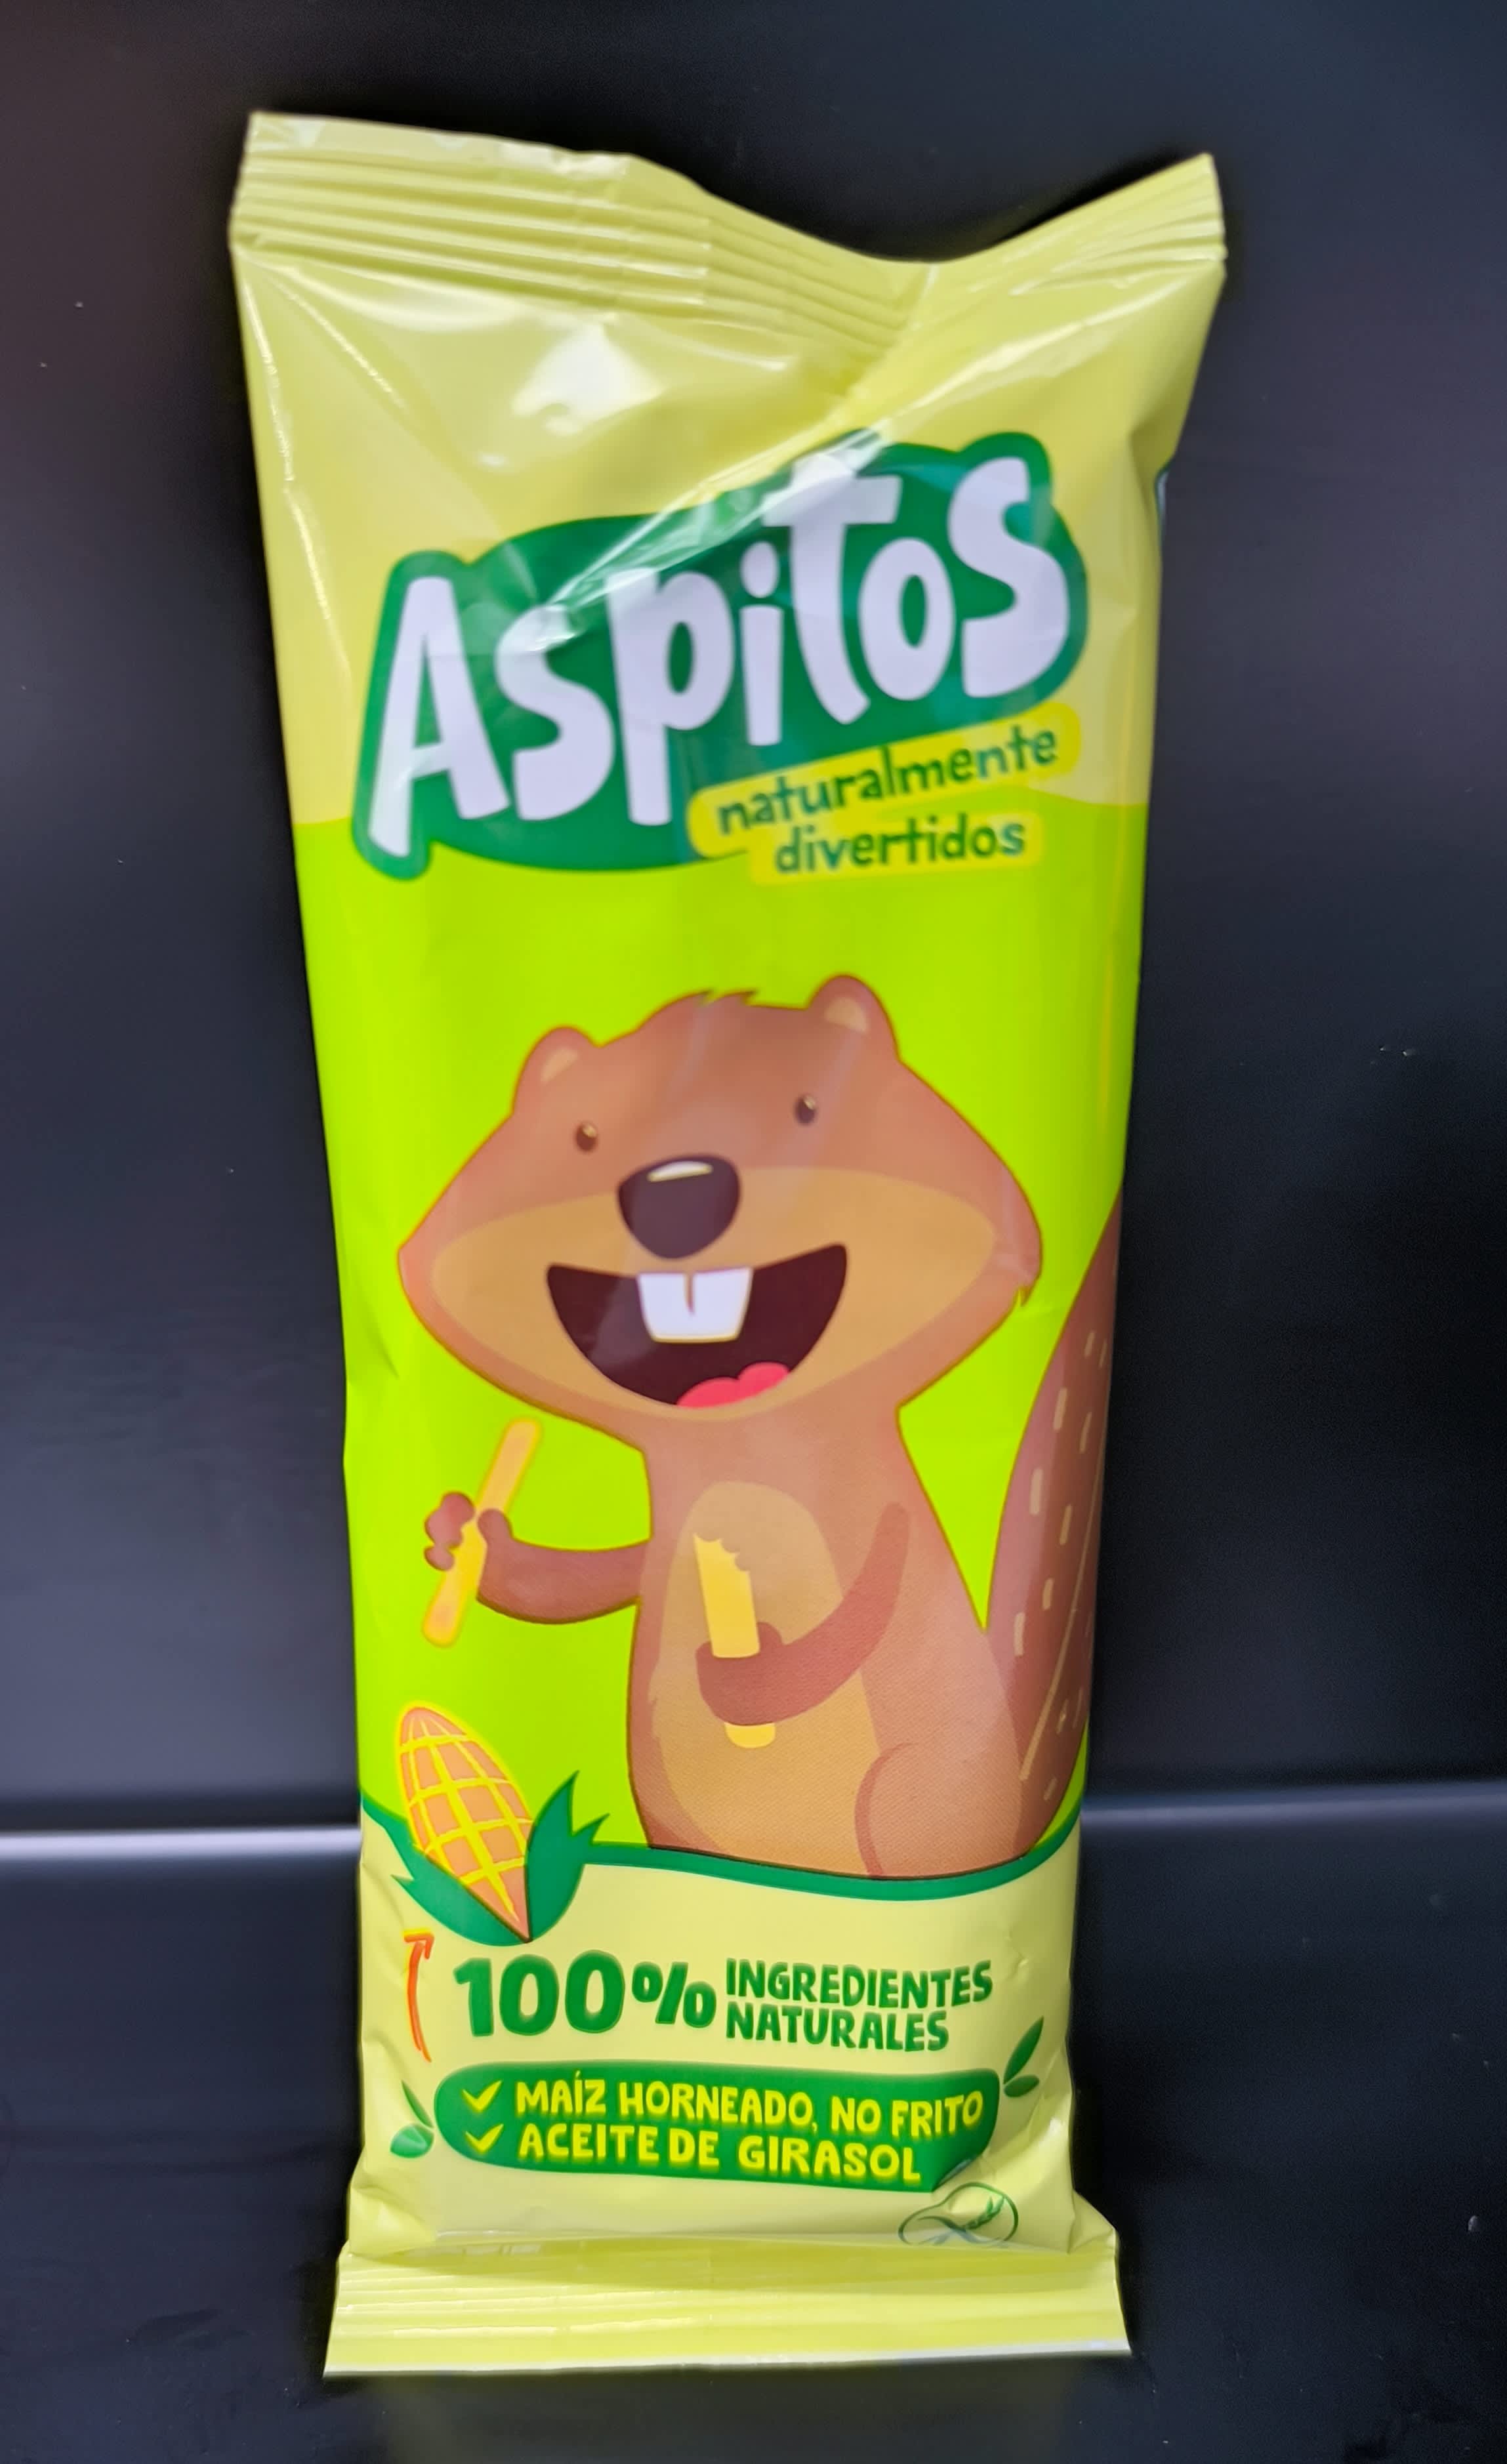 Aspitos
naturalmente
divertidos
100% INGREDIENTES
NATURALES
MAÍZ HORNEADO, NO FRITO
ACEITE DE GIRASOL